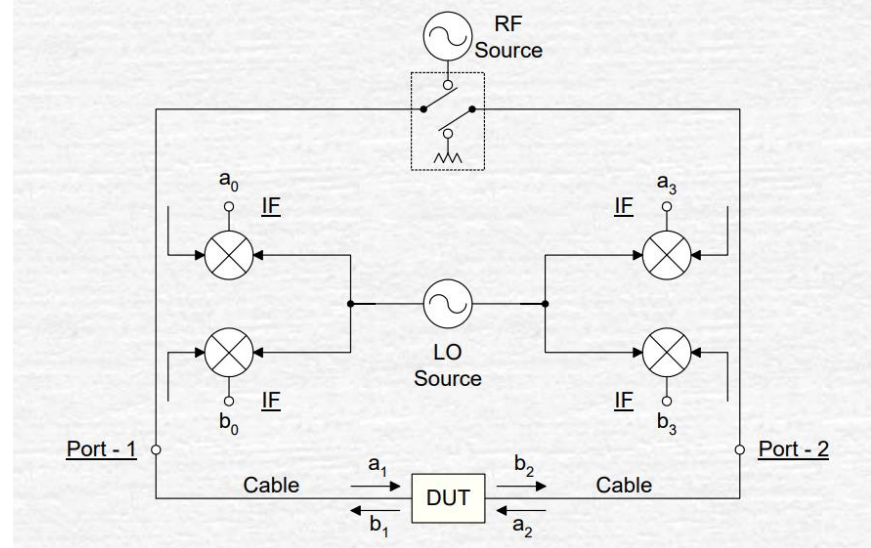 RF
Source
a0
IF
IF
a3
LO
Source
b0
IF
IF
b3
Port - 1
Port - 2
Cable
a1
b1
DUT
b2
a2
Cable